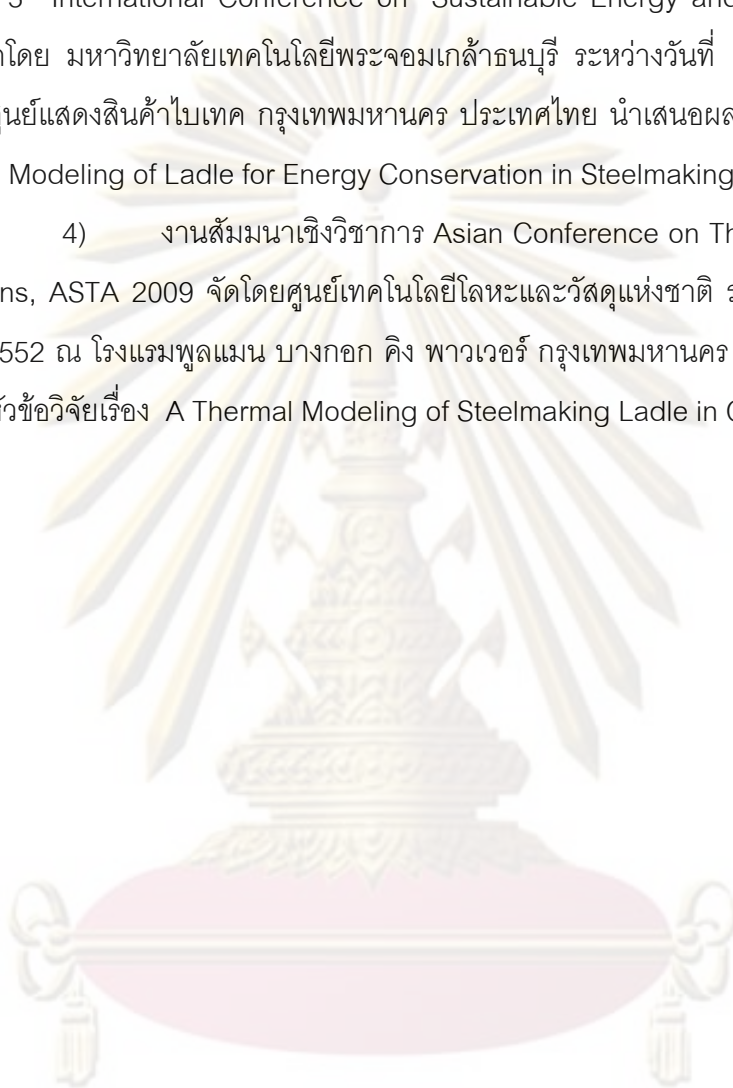 International Conference on Sustainable Energy and
โดย มหาวิทยาลัยเทคโนโลยีพระจอมเกล้าธนบุรี ระหว่างวันที่
ศูนย์แสดงสินค้าไบเทค กรุงเทพมหานคร ประเทศไทย นำเสนอผล
Modeling of Ladle for Energy Conservation in Steelmaking
4) งานสัมมนาเชิงวิชาการ Asian Conference on Th
ns, ASTA 2009 จัดโดยศูนย์เทคโนโลยีโลหะและวัสดุแห่งชาติ ร
552 ณ โรงแรมพูลแมน บางกอก คิง พาวเวอร์ กรุงเทพมหานคร
หัวข้อวิจัยเรื่อง A Thermal Modeling of Steelmaking Ladle in